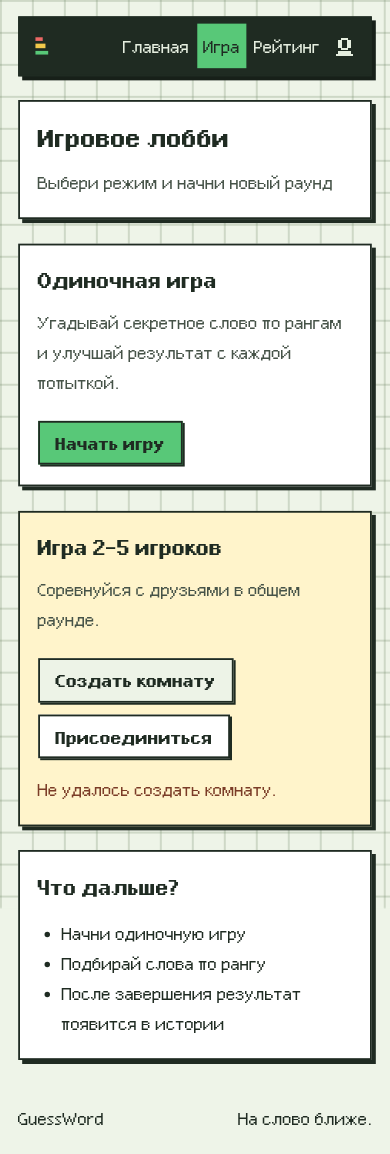 Главная Игра Рейтинг
Игровое лобби
Выбери режим и начни новый раунд
Одиночная игра
Угадывай секретное слово по рангам
и улучшай результат с каждой
попыткой.
Начать игру
Игра 2-5 игроков
Соревнуйся с друзьями в общем
раунде.
Создать комнату
Присоединиться
Не удалось создать комнату.
Что дальше?
• Начни одиночную игру
• Подбирай слова по рангу
• После завершения результат
появится в истории
GuessWord На слово ближе.